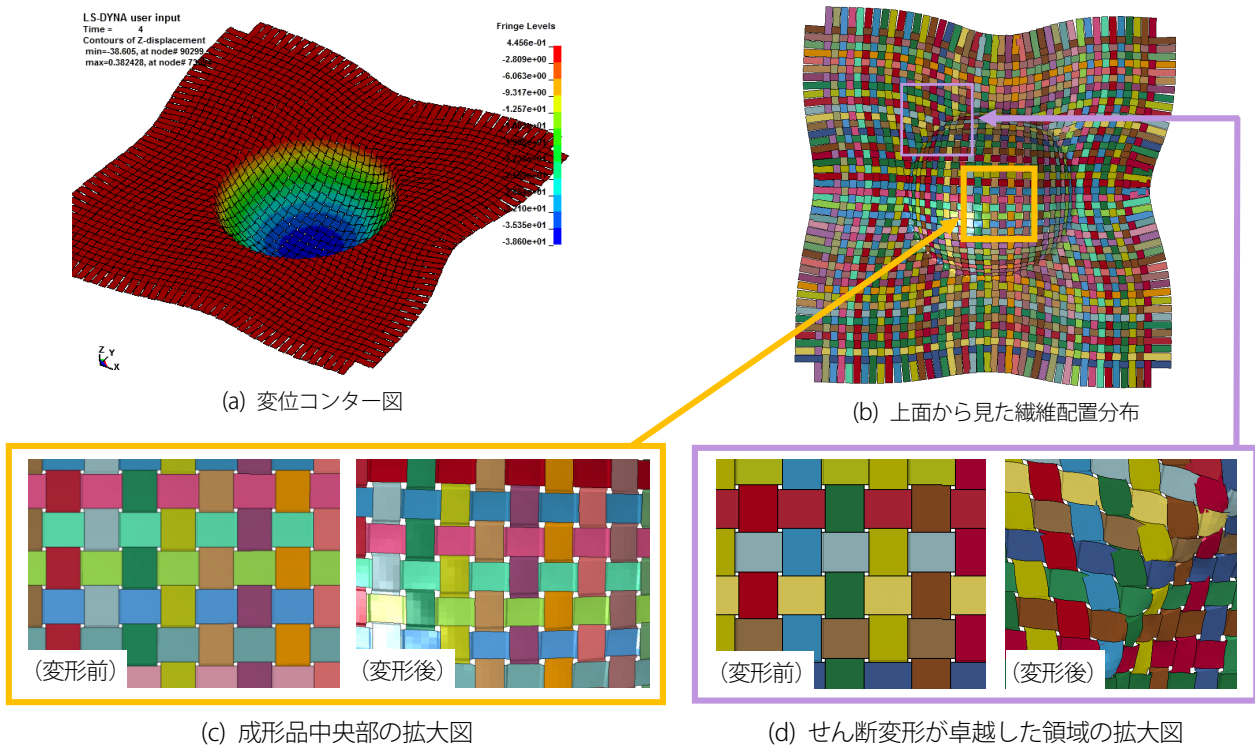 LS-DYNA user input
Time = 4
Contours of Z-displacement
min=-38.605, at node# 90299
max=0.382428, at node#
Fringe Levels
4.456e-01
-2.809e+00
-6.063e+00
-9.317e+00
-1.257e+01
-3.535e+01
-3.860e+01
Z
Y
X
(a) 変位コンター図
(b) 上面から見た繊維配置分布
(変形前)
(変形後)
(変形前)
(変形後)
(c) 成形品中央部の拡大図
(d) せん断変形が卓越した領域の拡大図